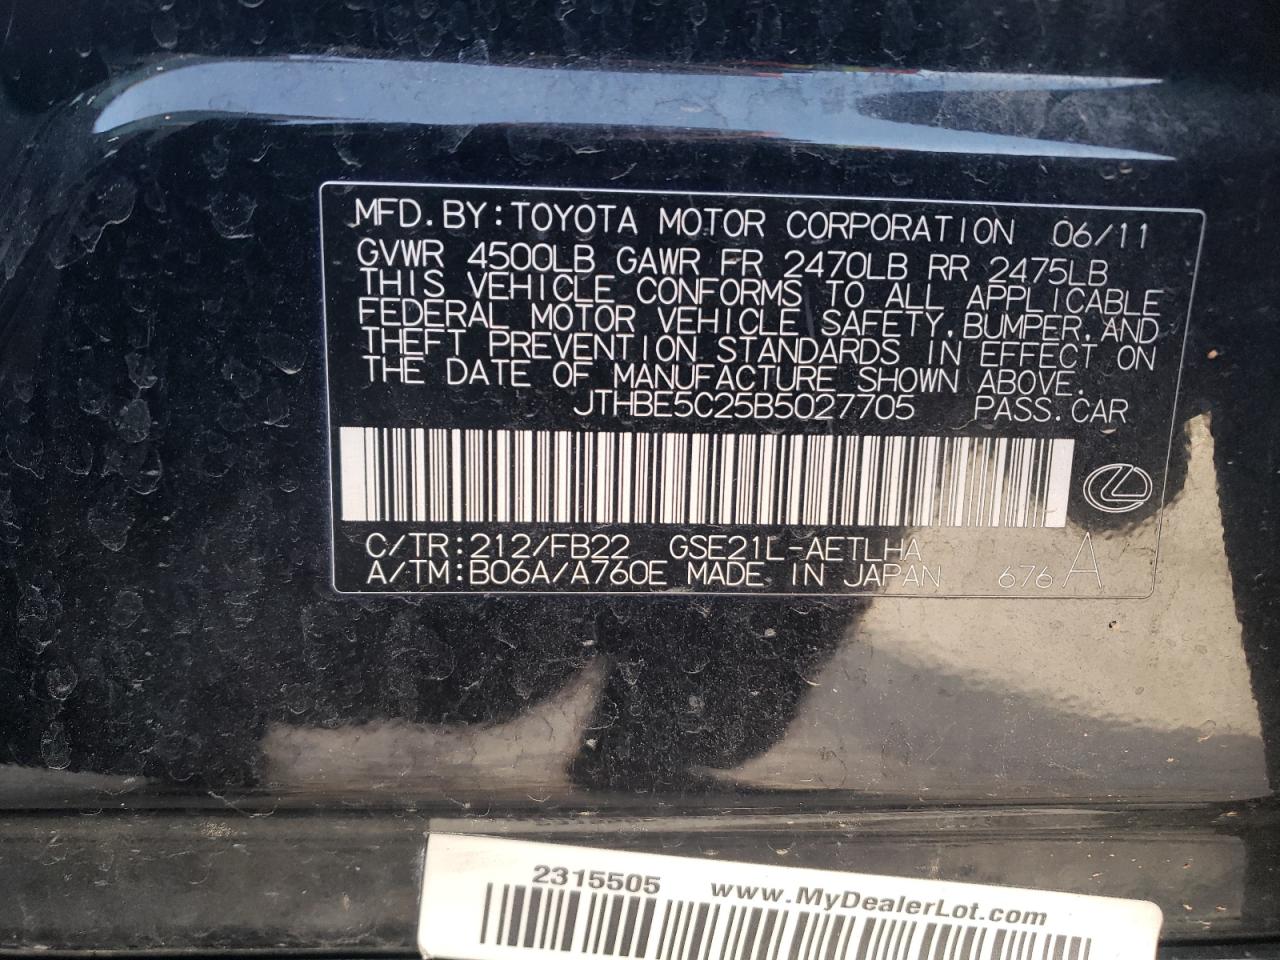 MFD.BY:TOYOTA MOTOR CORPORATION 06/11
GVWR 4500LB GAWR FR 2470LB RR 2475LB
THIS VEHICLE CONFORMS TO ALL APPLICABLE
FEDERAL MOTOR VEHICLE SAFETY,BUMPER,AND
THEFT PREVENTION STANDARDS IN EFFECT ON
THE DATE OF MANUFACTURE SHOWN ABOVE.
JTHBE5C25B5027705 PASS.CAR
C/TR:212/FB22 GSE21L-AETLHA
A/TM:B06A/A760E MADE IN JAPAN 676 A
2315505 www.MyDealerLot.com